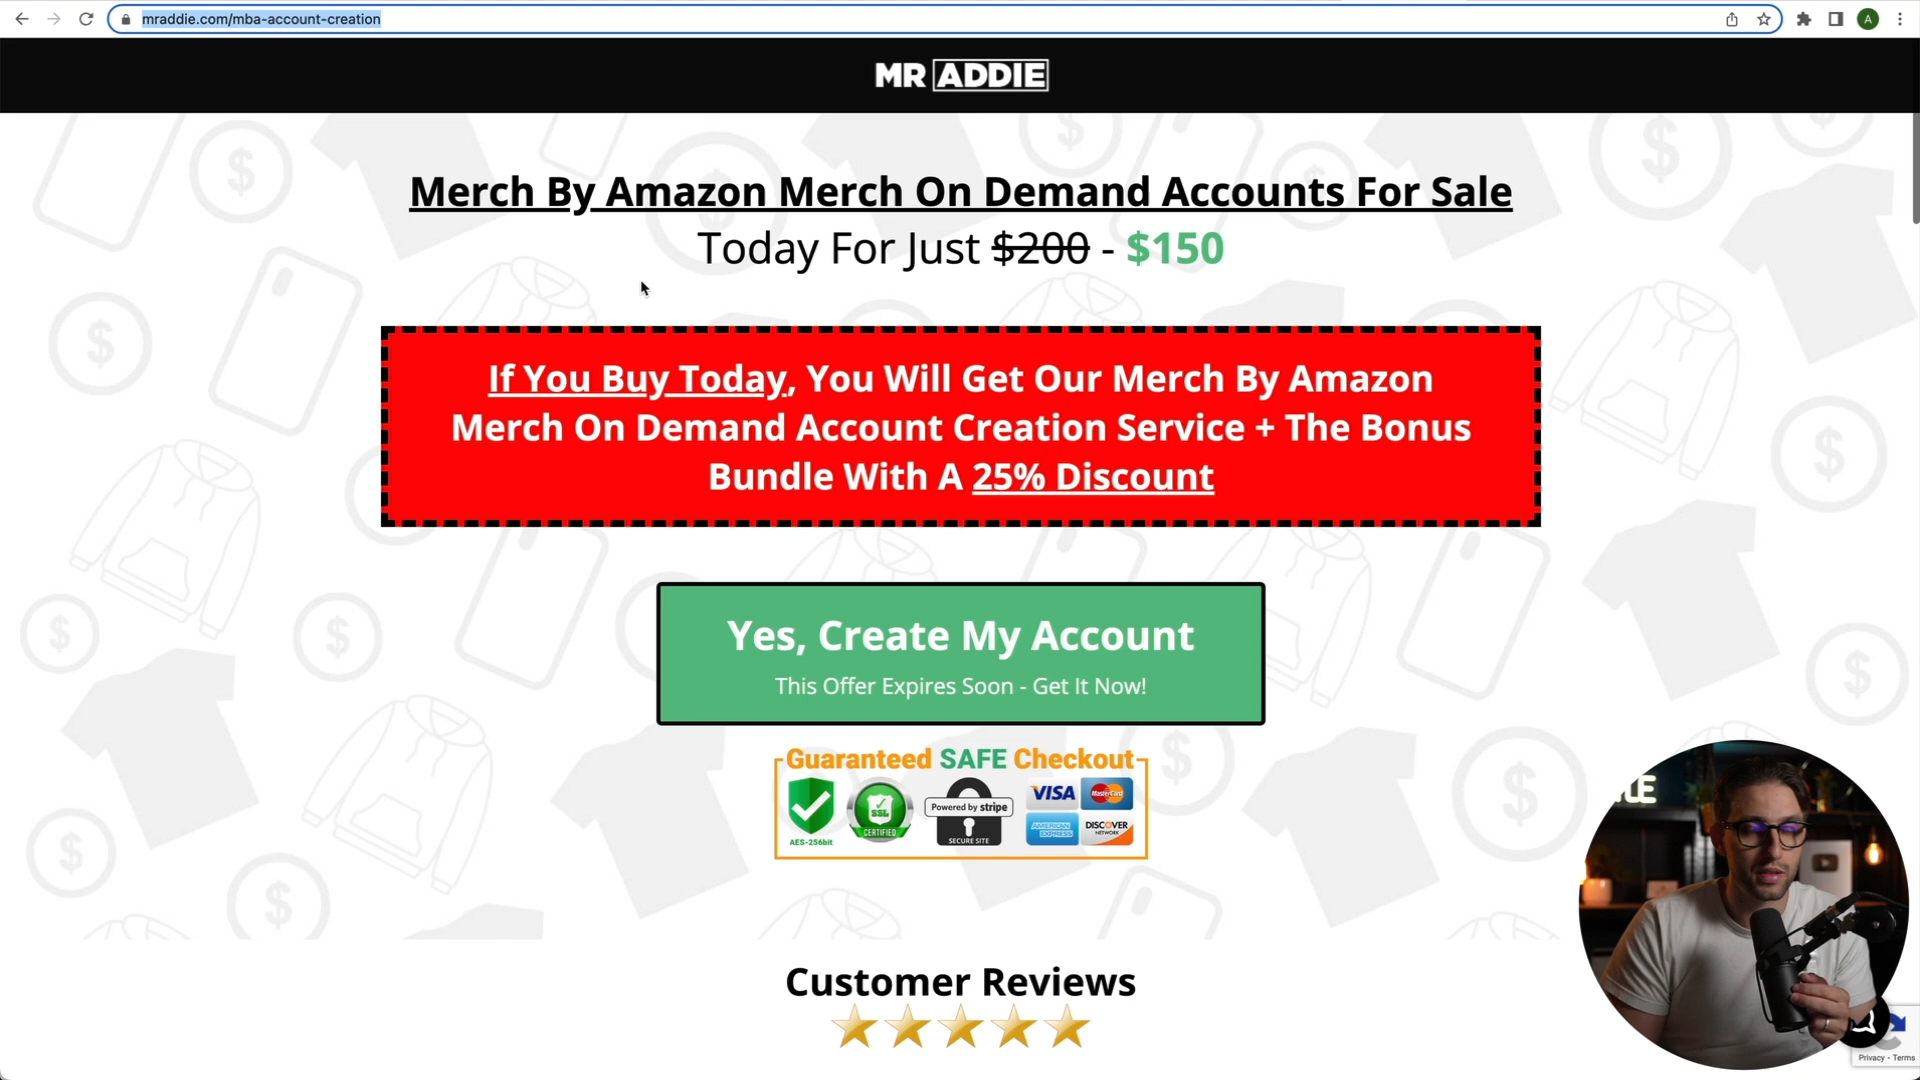 mraddie.com/mba-account-creation
A
MR ADDIE
Merch By Amazon Merch On Demand Accounts For Sale
Today For Just $200 - $150
If You Buy Today, You Will Get Our Merch By Amazon
Merch On Demand Account Creation Service + The Bonus
Bundle With A 25% Discount
Yes, Create My Account
This Offer Expires Soon - Get It Now!
Guaranteed SAFE Checkout
AES-256bit
SSL
CERTIFIED
Powered by stripe
SECURE SITE
VISA
MasterCard
AMERICAN EXPRESS
DISCOVER
NETWORK
Customer Reviews
Privacy - Terms